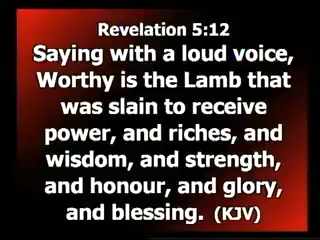 Revelation 5:12
Saying with a loud voice,
Worthy is the Lamb that
was slain to receive
power, and riches, and
wisdom, and strength,
and honour, and glory,
and blessing. (KJV)